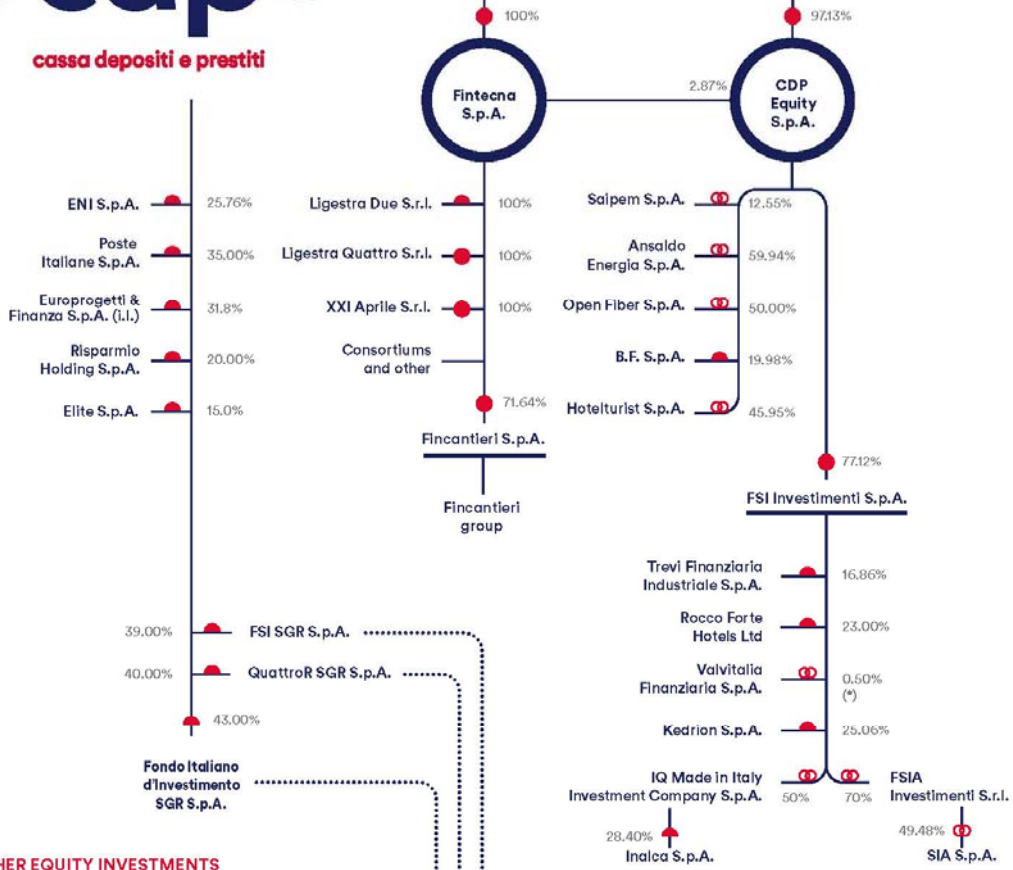 cassa depositi e prestiti
100%
97.13%
Fintecna
S.p.A.
2.87%
CDP
Equity
S.p.A.
ENI S.p.A.
25.76%
Poste
Italiane S.p.A.
35.00%
Europrogetti &
Finanza S.p.A. (i.l.)
31.8%
Risparmio
Holding S.p.A.
20.00%
Elite S.p.A.
15.0%
Ligestra Due S.r.l.
100%
Ligestra Quattro S.r.l.
100%
XXI Aprile S.r.l.
100%
Consortiums
and other
71.64%
Fincantieri S.p.A.
Fincantieri
group
Saipem S.p.A.
12.55%
Ansaldo
Energia S.p.A.
59.94%
Open Fiber S.p.A.
50.00%
B.F. S.p.A.
19.98%
Hotelturist S.p.A.
45.95%
77.12%
FSI Investimenti S.p.A.
Trevi Finanziaria
Industriale S.p.A.
16.86%
Rocco Forte
Hotels Ltd
23.00%
Valvitalia
Finanziaria S.p.A.
0.50%
(*)
Kedrion S.p.A.
25.06%
IQ Made in Italy
Investment Company S.p.A.
50%
70%
FSIA
Investimenti S.r.l.
28.40%
Inalca S.p.A.
49.48%
SIA S.p.A.
39.00%
FSI SGR S.p.A.
40.00%
QuattroR SGR S.p.A.
43.00%
Fondo Italiano
d'Investimento
SGR S.p.A.
HER EQUITY INVESTMENTS